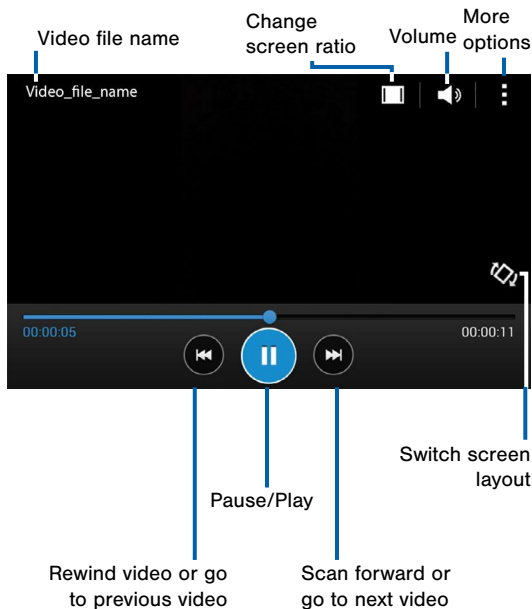 Video file name
Change
screen ratio
Volume
More
options
Video_file_name
00:00:05
00:00:11
Switch screen
layout
Pause/Play
Rewind video or go
to previous video
Scan forward or
go to next video